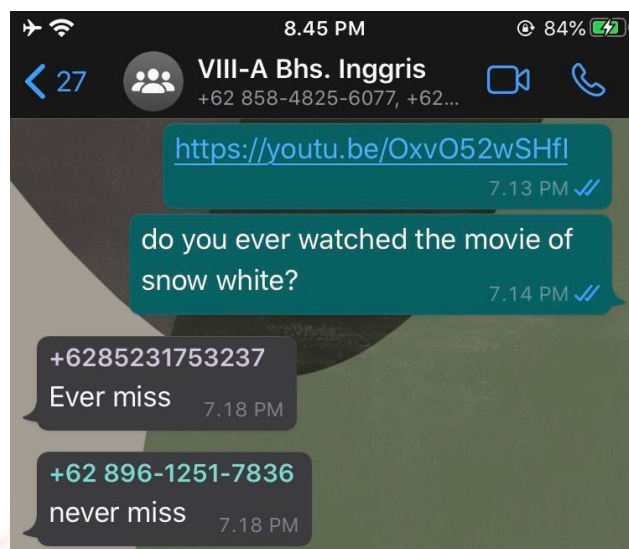 8.45 PM
84%
27
VIII-A Bhs. Inggris
+62 858-4825-6077, +62...
https://youtu.be/OxvO52wSHfI
7.13 PM
do you ever watched the movie of
snow white?
7.14 PM
+6285231753237
Ever miss
7.18 PM
+62 896-1251-7836
never miss
7.18 PM